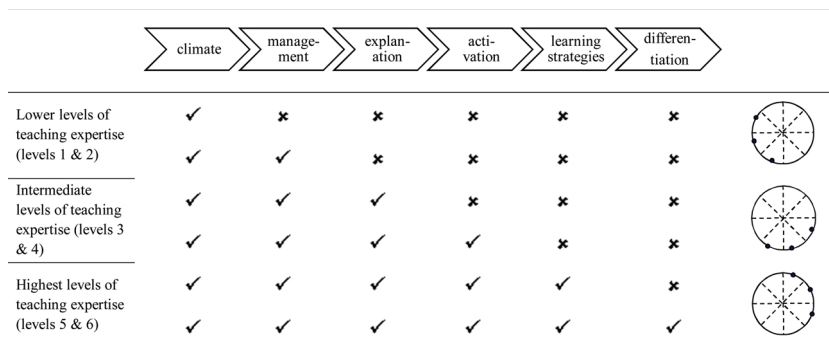 climate
manage-
ment
explan-
ation
acti-
vation
learning
strategies
differen-
tiation
Lower levels of
teaching expertise
(levels 1 & 2)
Intermediate
levels of teaching
expertise (levels 3
& 4)
Highest levels of
teaching expertise
(levels 5 & 6)